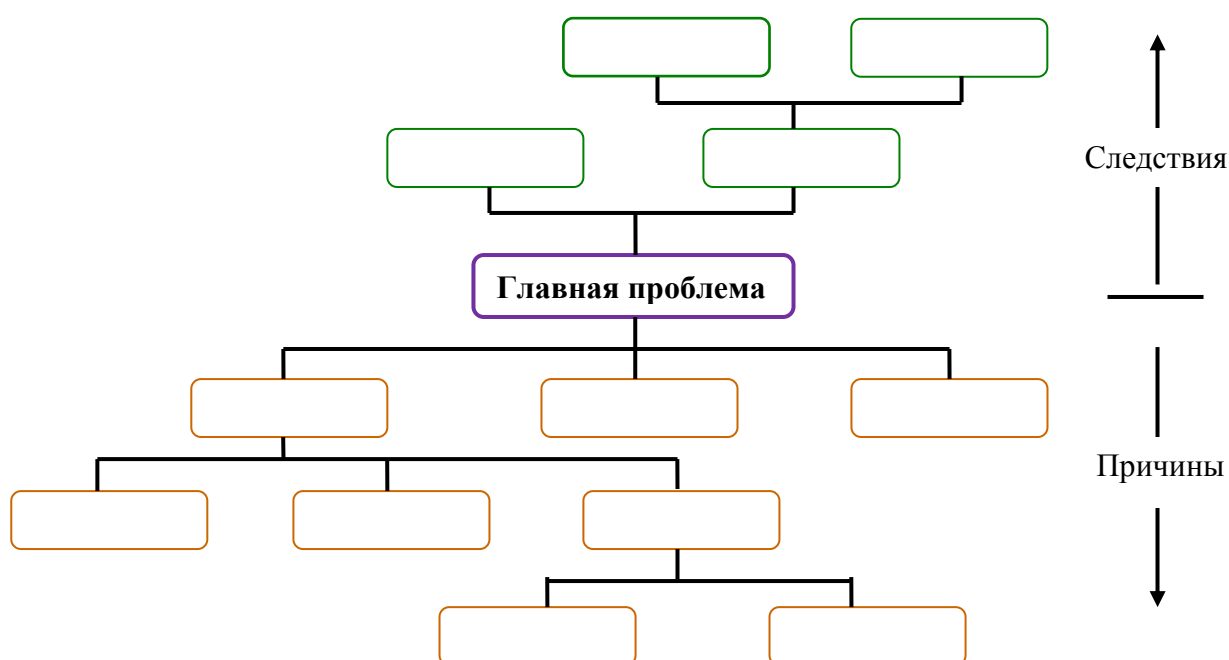 Следствия
Главная проблема
Причины